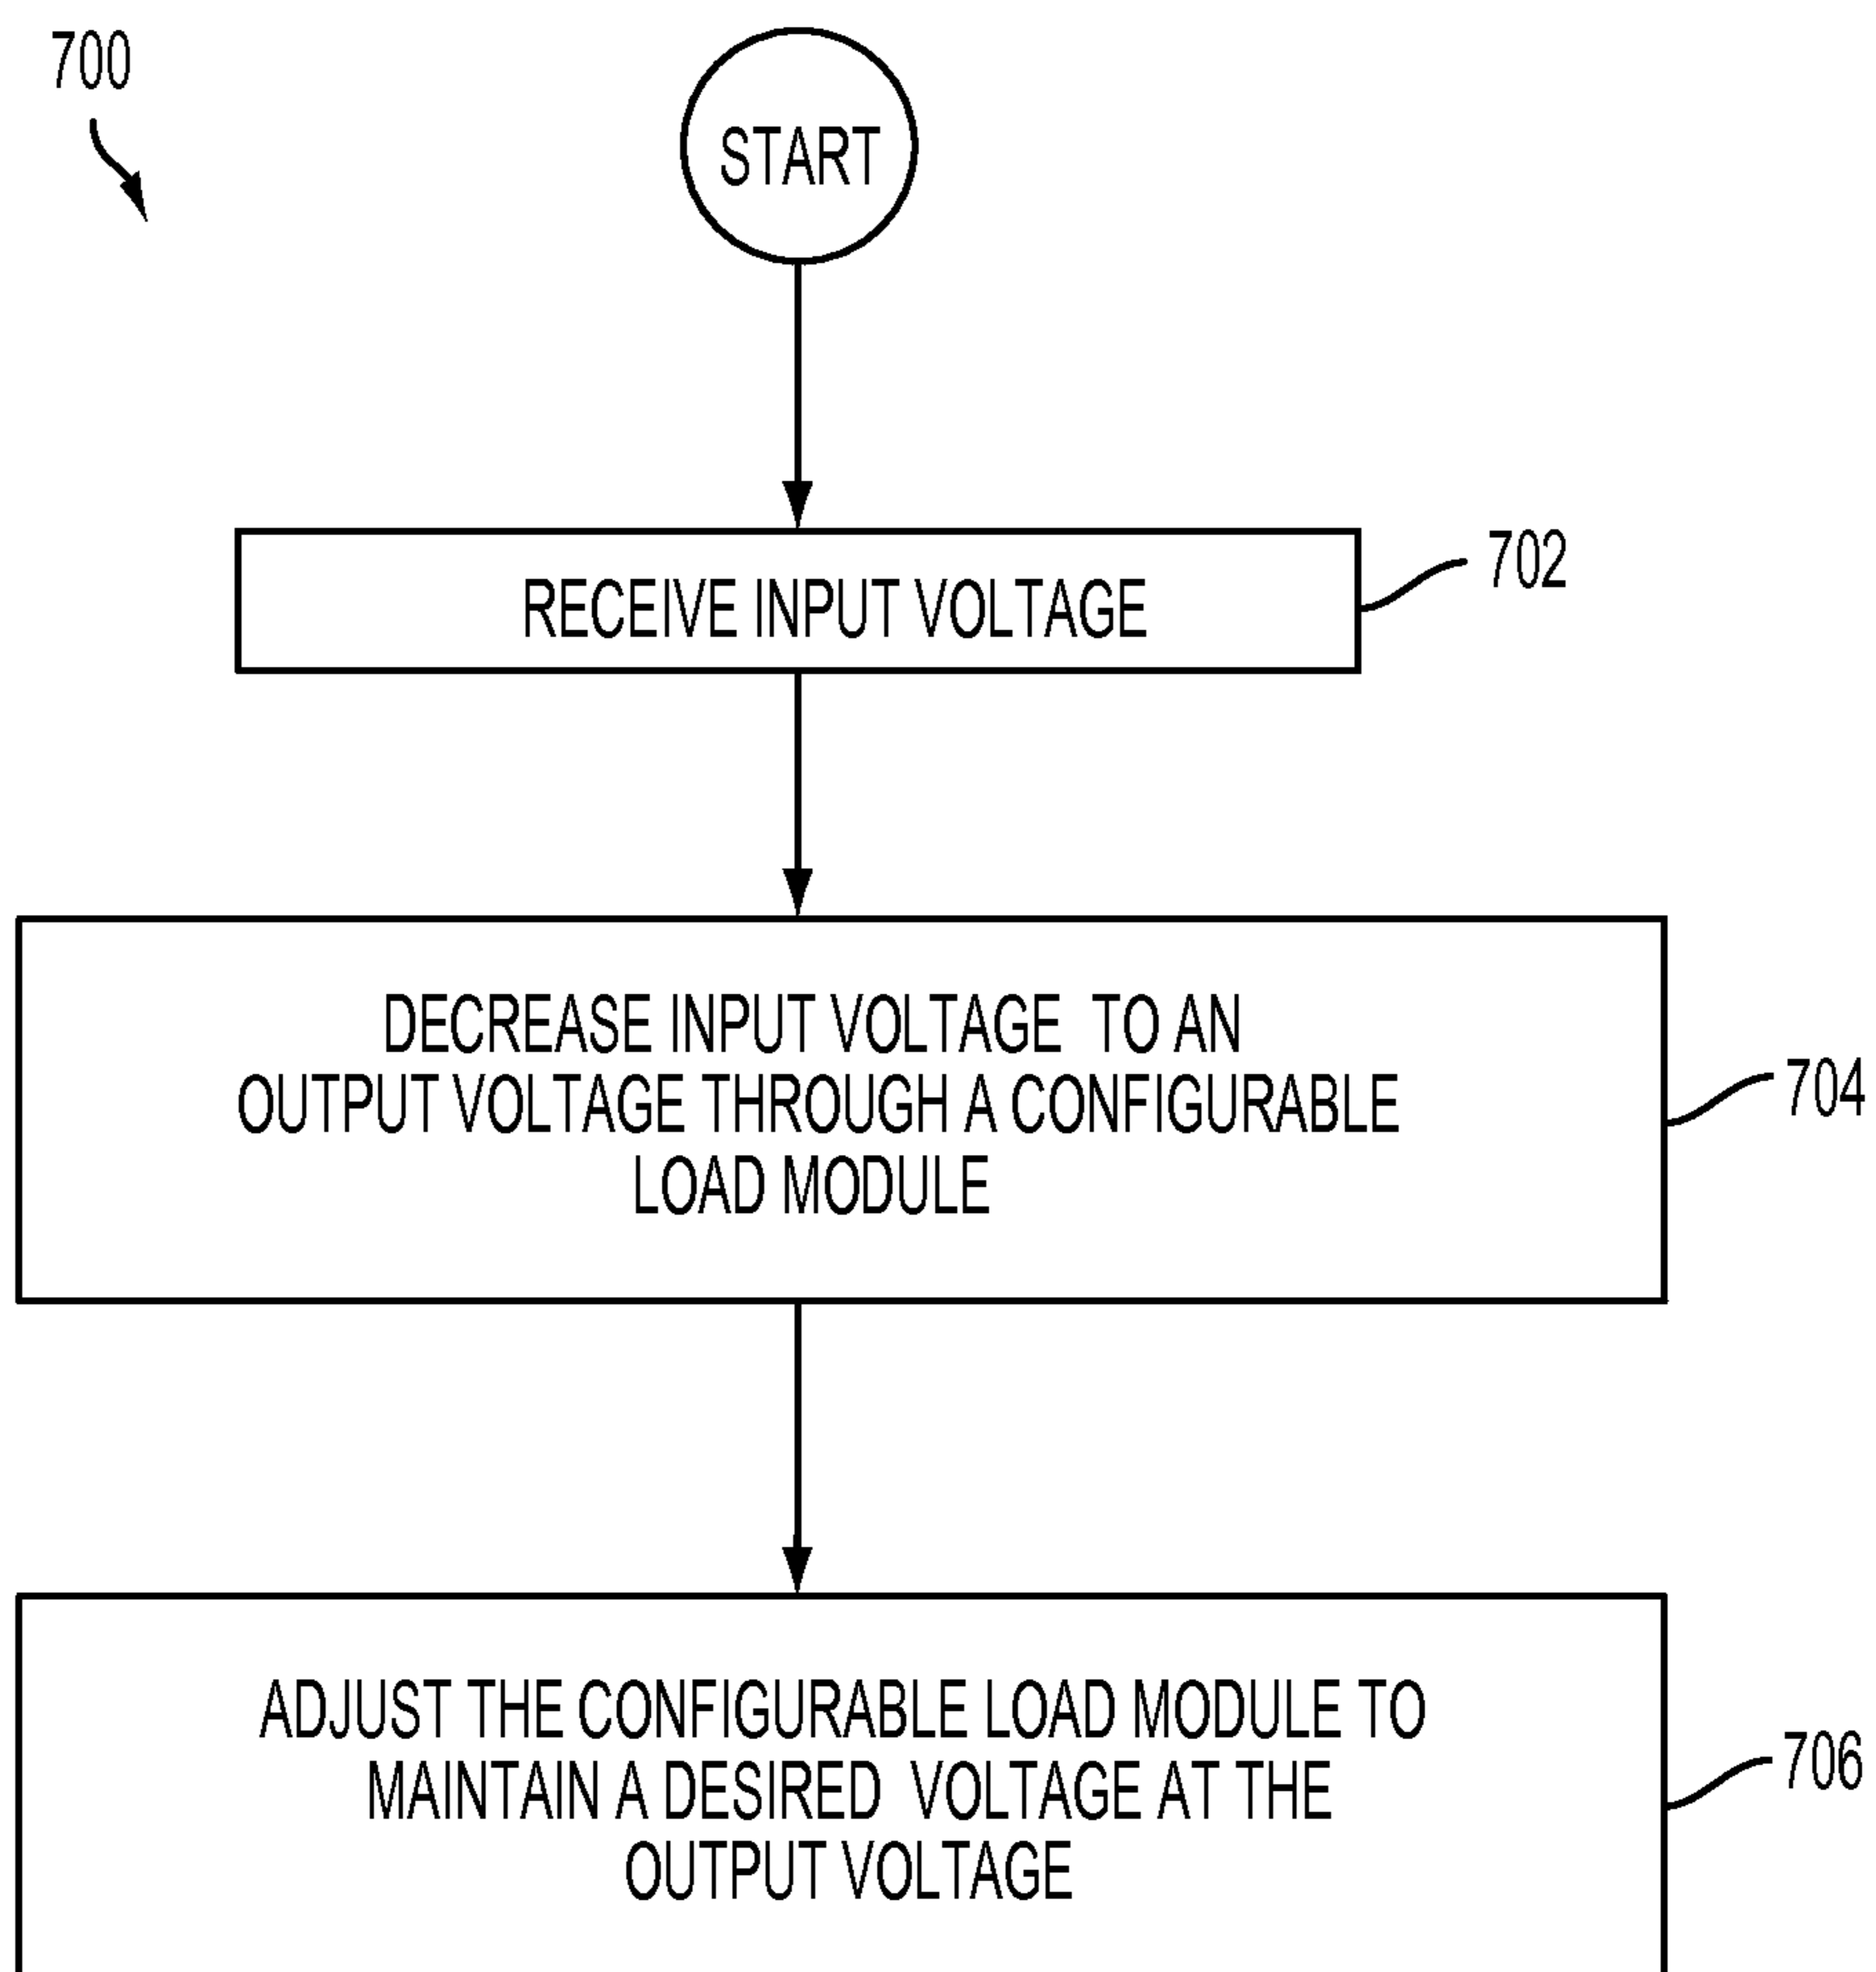 700
START
RECEIVE INPUT VOLTAGE
702
DECREASE INPUT VOLTAGE TO AN
OUTPUT VOLTAGE THROUGH A CONFIGURABLE
LOAD MODULE
704
ADJUST THE CONFIGURABLE LOAD MODULE TO
MAINTAIN A DESIRED VOLTAGE AT THE
OUTPUT VOLTAGE
706